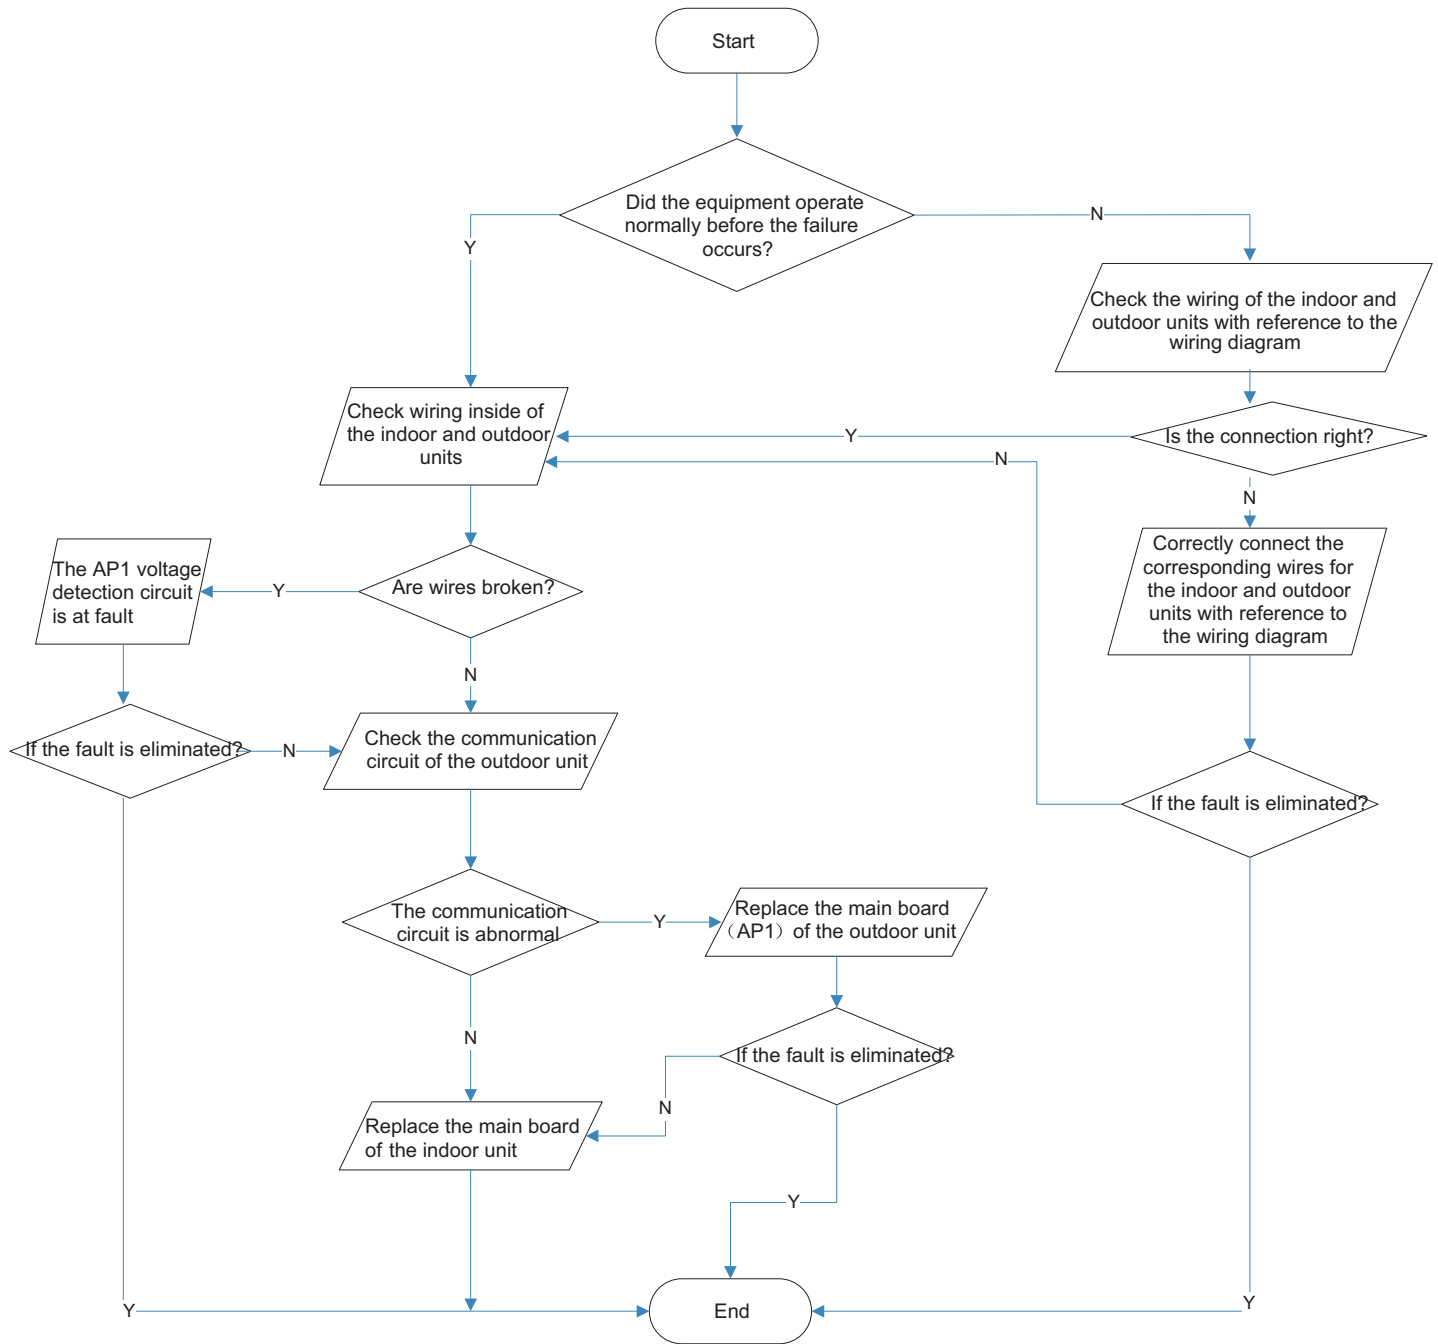 Start
Did the equipment operate
normally before the failure
occurs?
Y
N
Check the wiring of the indoor and
outdoor units with reference to the
wiring diagram
Check wiring inside of
the indoor and outdoor
units
Y
Is the connection right?
N
N
Correctly connect the
corresponding wires for
the indoor and outdoor
units with reference to
the wiring diagram
The AP1 voltage
detection circuit
is at fault
Y
Are wires broken?
N
If the fault is eliminated?
N
Check the communication
circuit of the outdoor unit
If the fault is eliminated?
The communication
circuit is abnormal
Y
Replace the main board
（AP1）of the outdoor unit
N
If the fault is eliminated?
N
Replace the main board
of the indoor unit
Y
Y
End
Y